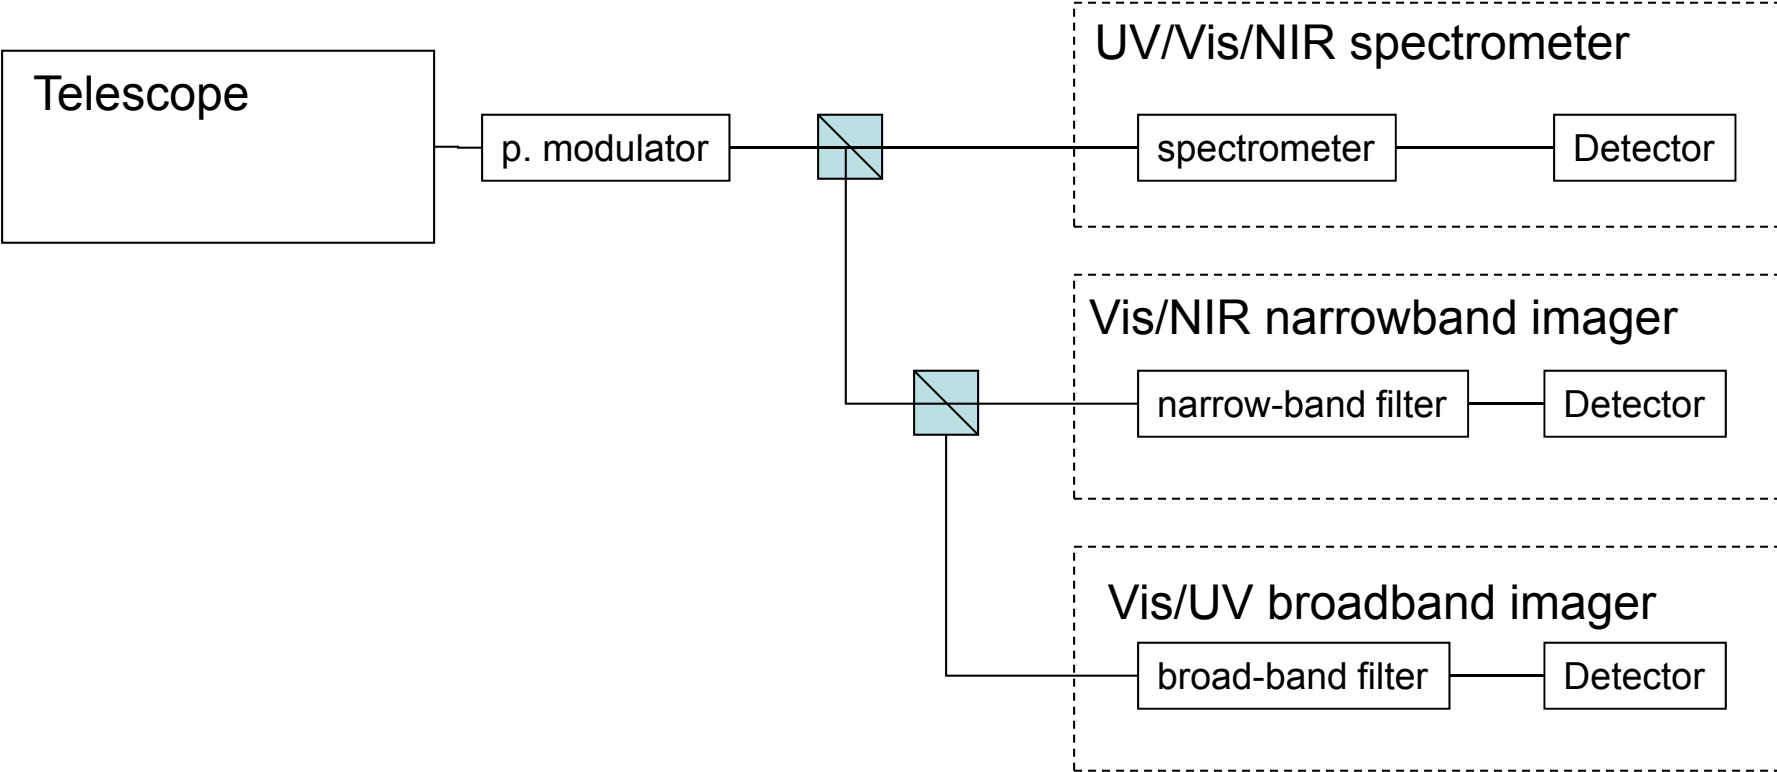 UV/Vis/NIR spectrometer
Telescope
p. modulator
spectrometer
Detector
Vis/NIR narrowband imager
narrow-band filter
Detector
Vis/UV broadband imager
broad-band filter
Detector